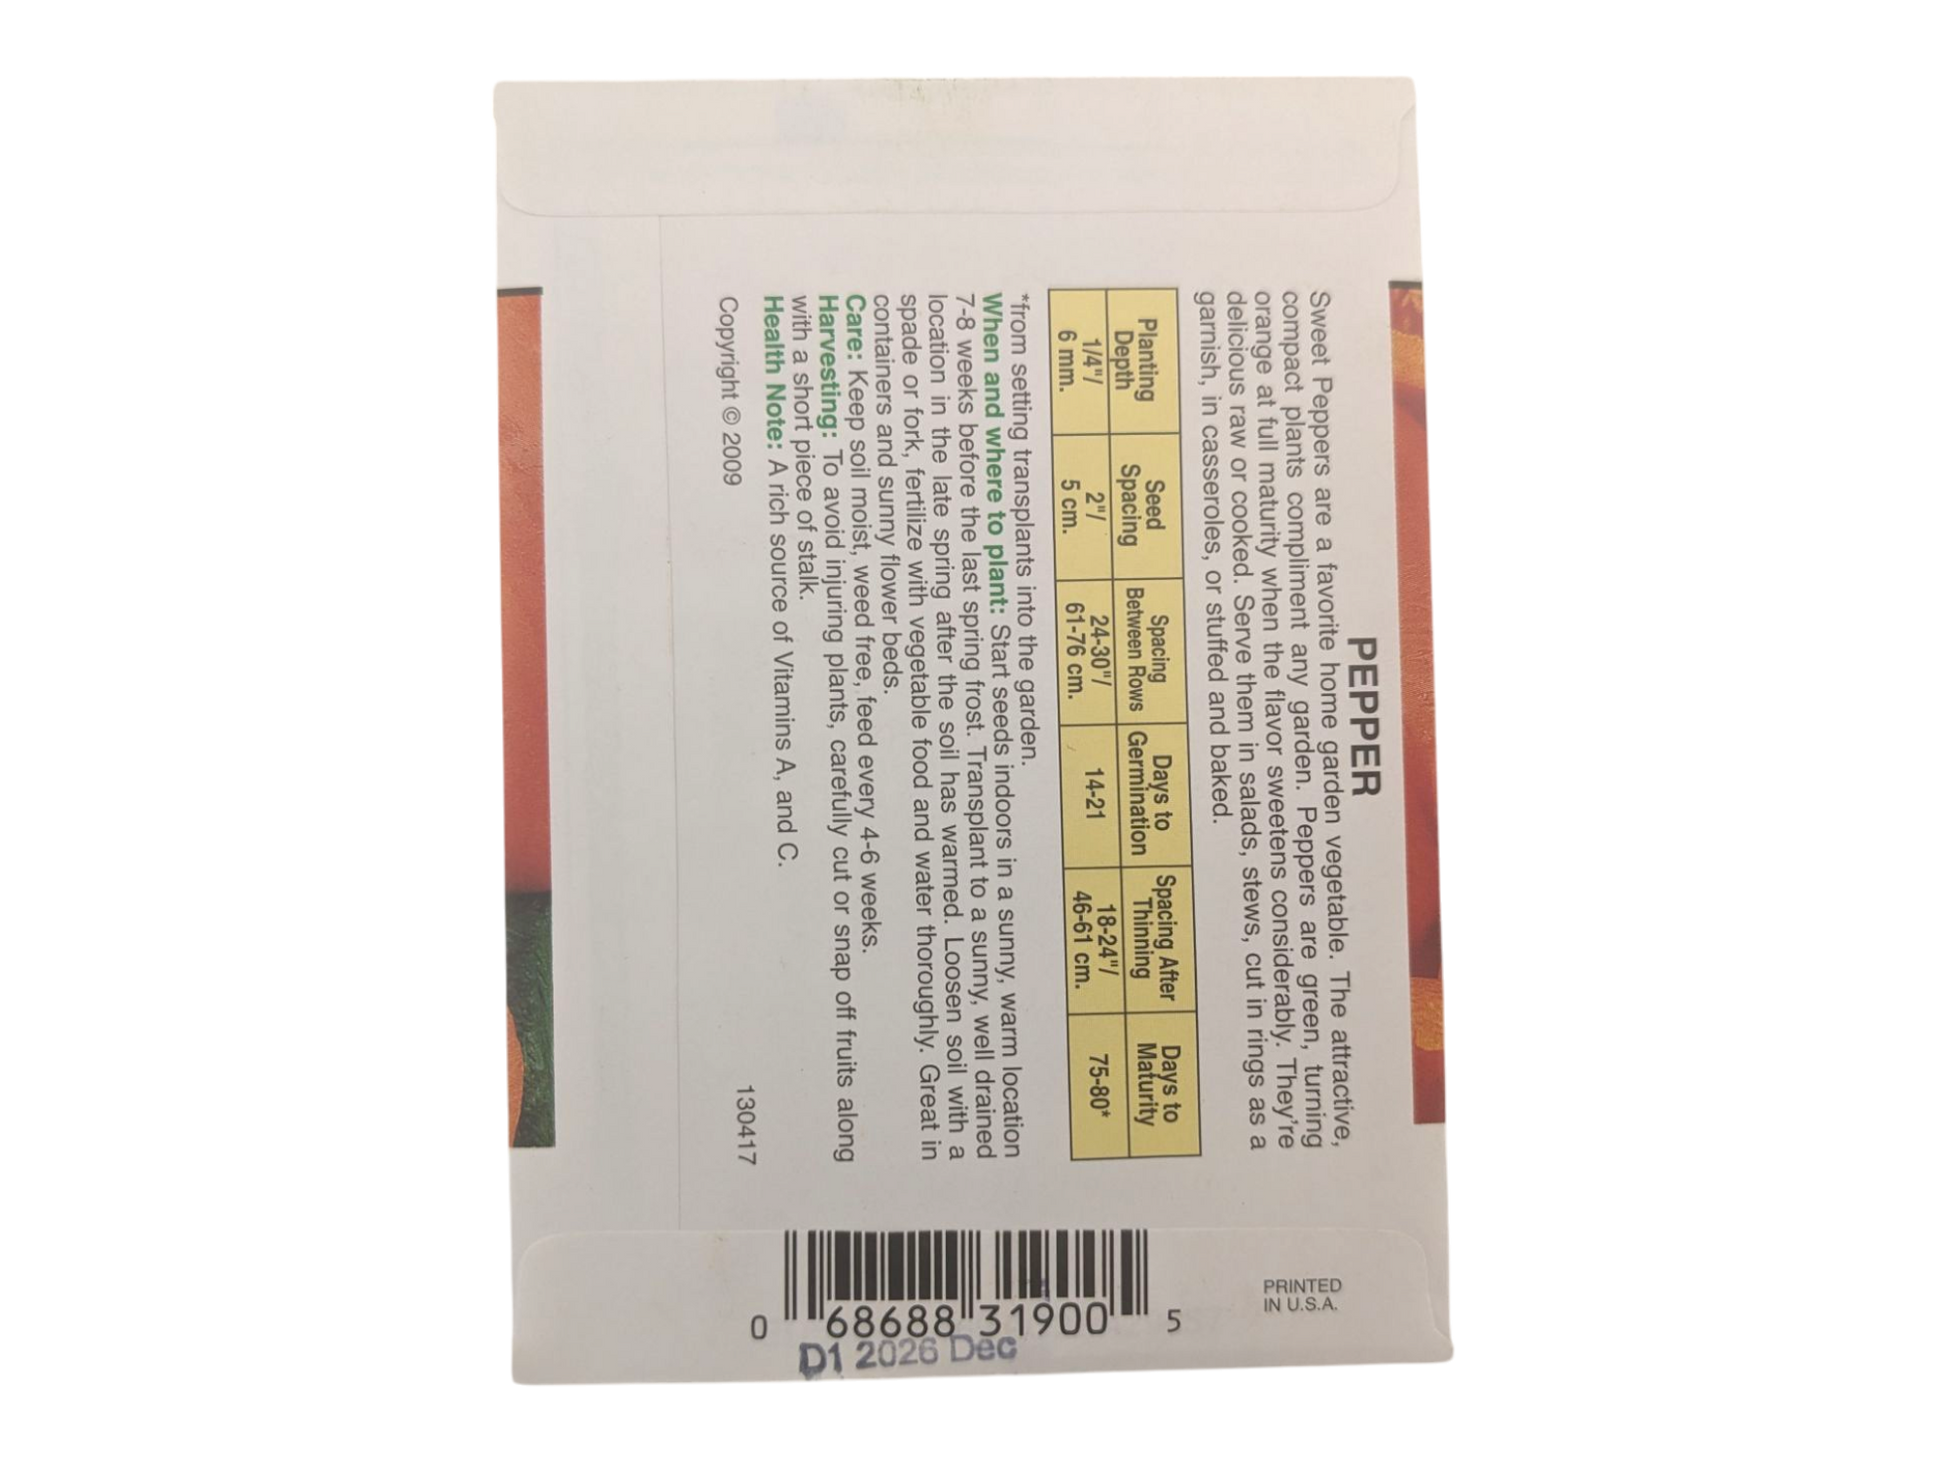 PEPPER
Sweet Peppers are a favorite home garden vegetable. The attractive,
compact plants compliment any garden. Peppers are green, turning
orange at full maturity when the flavor sweetens considerably. They're
delicious raw or cooked. Serve them in salads, stews, cut in rings as a
garnish, in casseroles, or stuffed and baked.
Planting Depth Seed Spacing Spacing Between Rows Days to Germination Spacing After Thinning Days to Maturity
1/4"/ 6 mm. 2"/ 5 cm. 24-30"/ 61-76 cm. 14-21 18-24"/ 46-61 cm. 75-80*
*from setting transplants into the garden.
When and where to plant: Start seeds indoors in a sunny, warm location
7-8 weeks before the last spring frost. Transplant to a sunny, well drained
location in the late spring after the soil has warmed. Loosen soil with a
spade or fork, fertilize with vegetable food and water thoroughly. Great in
containers and sunny flower beds.
Care: Keep soil moist, weed free, feed every 4-6 weeks.
Harvesting: To avoid injuring plants, carefully cut or snap off fruits along
with a short piece of stalk.
Health Note: A rich source of Vitamins A, and C.
Copyright © 2009 130417
PRINTED
IN U.S.A.
0 68688 31900 5
D1 2026 Dec